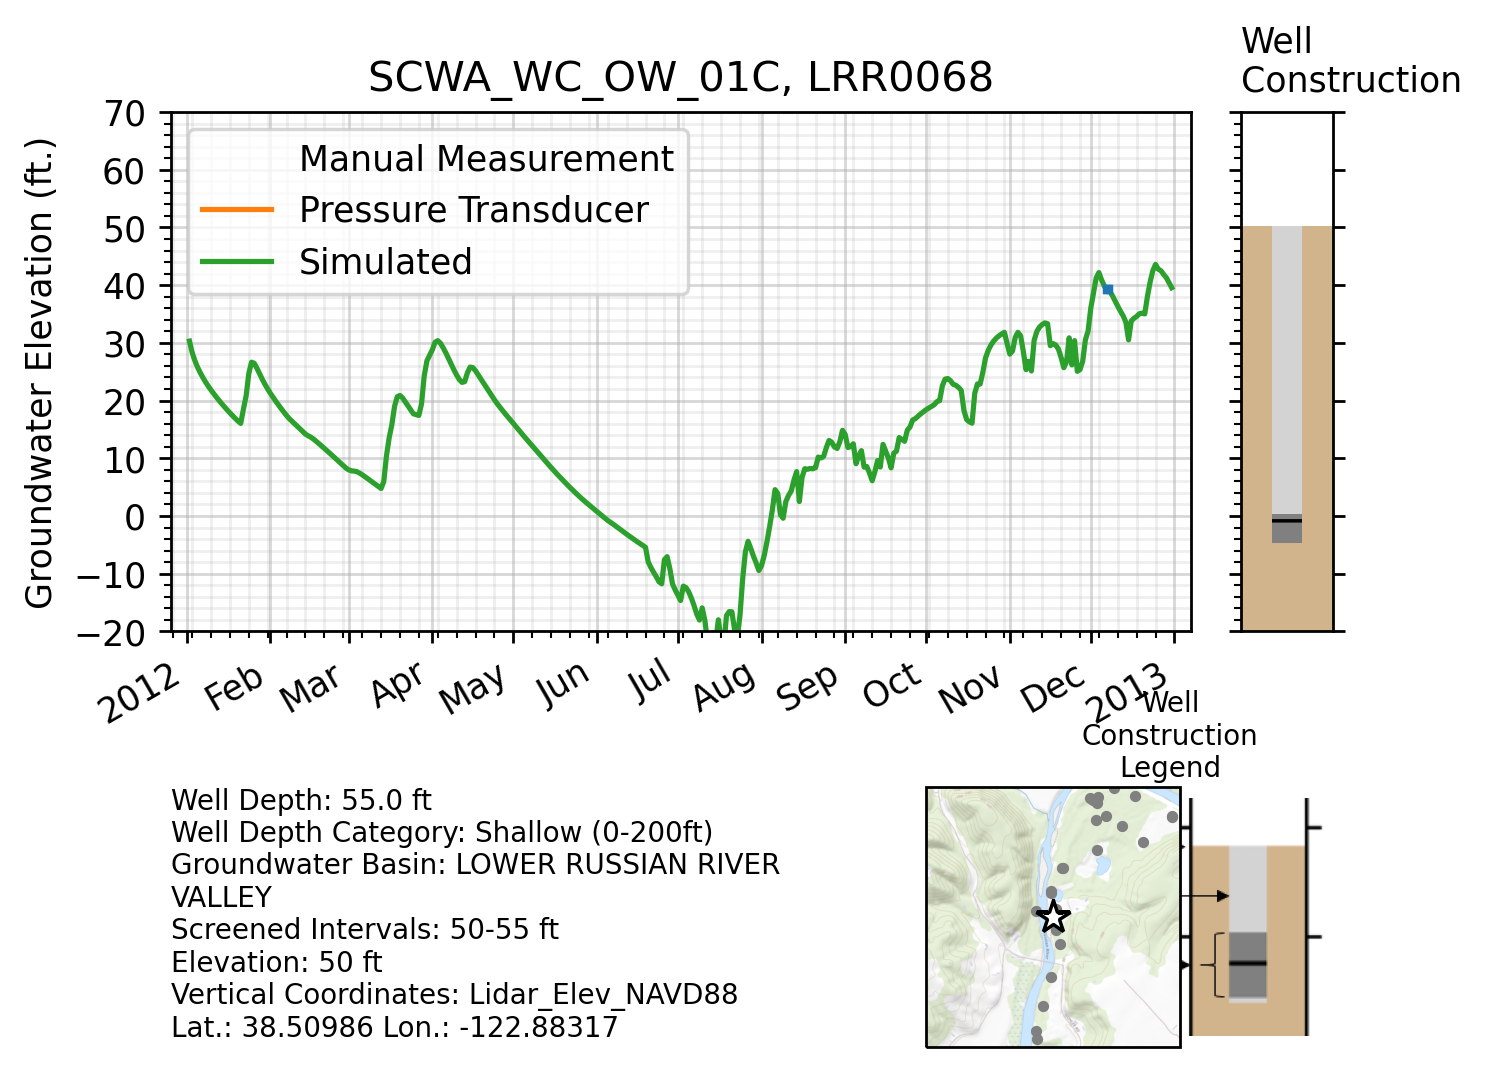 Well
Construction
SCWA_WC_OW_01C, LRR0068
Groundwater Elevation (ft.)
70
60
50
40
30
20
10
0
−10
−20
Manual Measurement
Pressure Transducer
Simulated
2012
Feb
Mar
Apr
May
Jun
Jul
Aug
Sep
Oct
Nov
Dec
2013
Well
Construction
Legend
Well Depth: 55.0 ft
Well Depth Category: Shallow (0-200ft)
Groundwater Basin: LOWER RUSSIAN RIVER
VALLEY
Screened Intervals: 50-55 ft
Elevation: 50 ft
Vertical Coordinates: Lidar_Elev_NAVD88
Lat.: 38.50986 Lon.: -122.88317